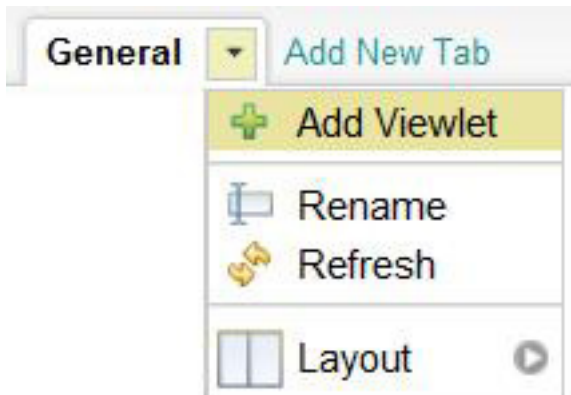 General Add New Tab
Add Viewlet
Rename
Refresh
Layout